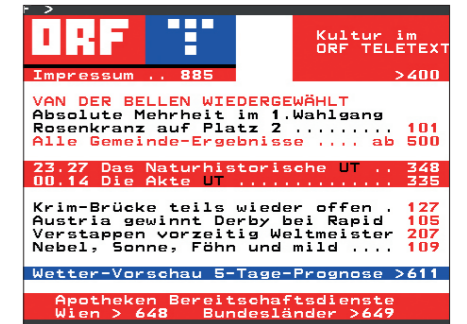 >
ORF T
Kultur im
ORF TELETEXT
Impressum .. 885
>400
VAN DER BELLEN WIEDERGEWÄHLT
Absolute Mehrheit im 1.Wahlgang
Rosenkranz auf Platz 2 ......... 101
Alle Gemeinde-Ergebnisse .... ab 500
23.27 Das Naturhistorische UT .. 348
00.14 Die Akte UT .............. 335
Krim-Brücke teils wieder offen . 127
Austria gewinnt Derby bei Rapid  105
Verstappen vorzeitig Weltmeister 207
Nebel, Sonne, Föhn und mild .... 109
Wetter-Vorschau 5-Tage-Prognose >611
Apotheken Bereitschaftsdienste
Wien > 648 Bundesländer >649